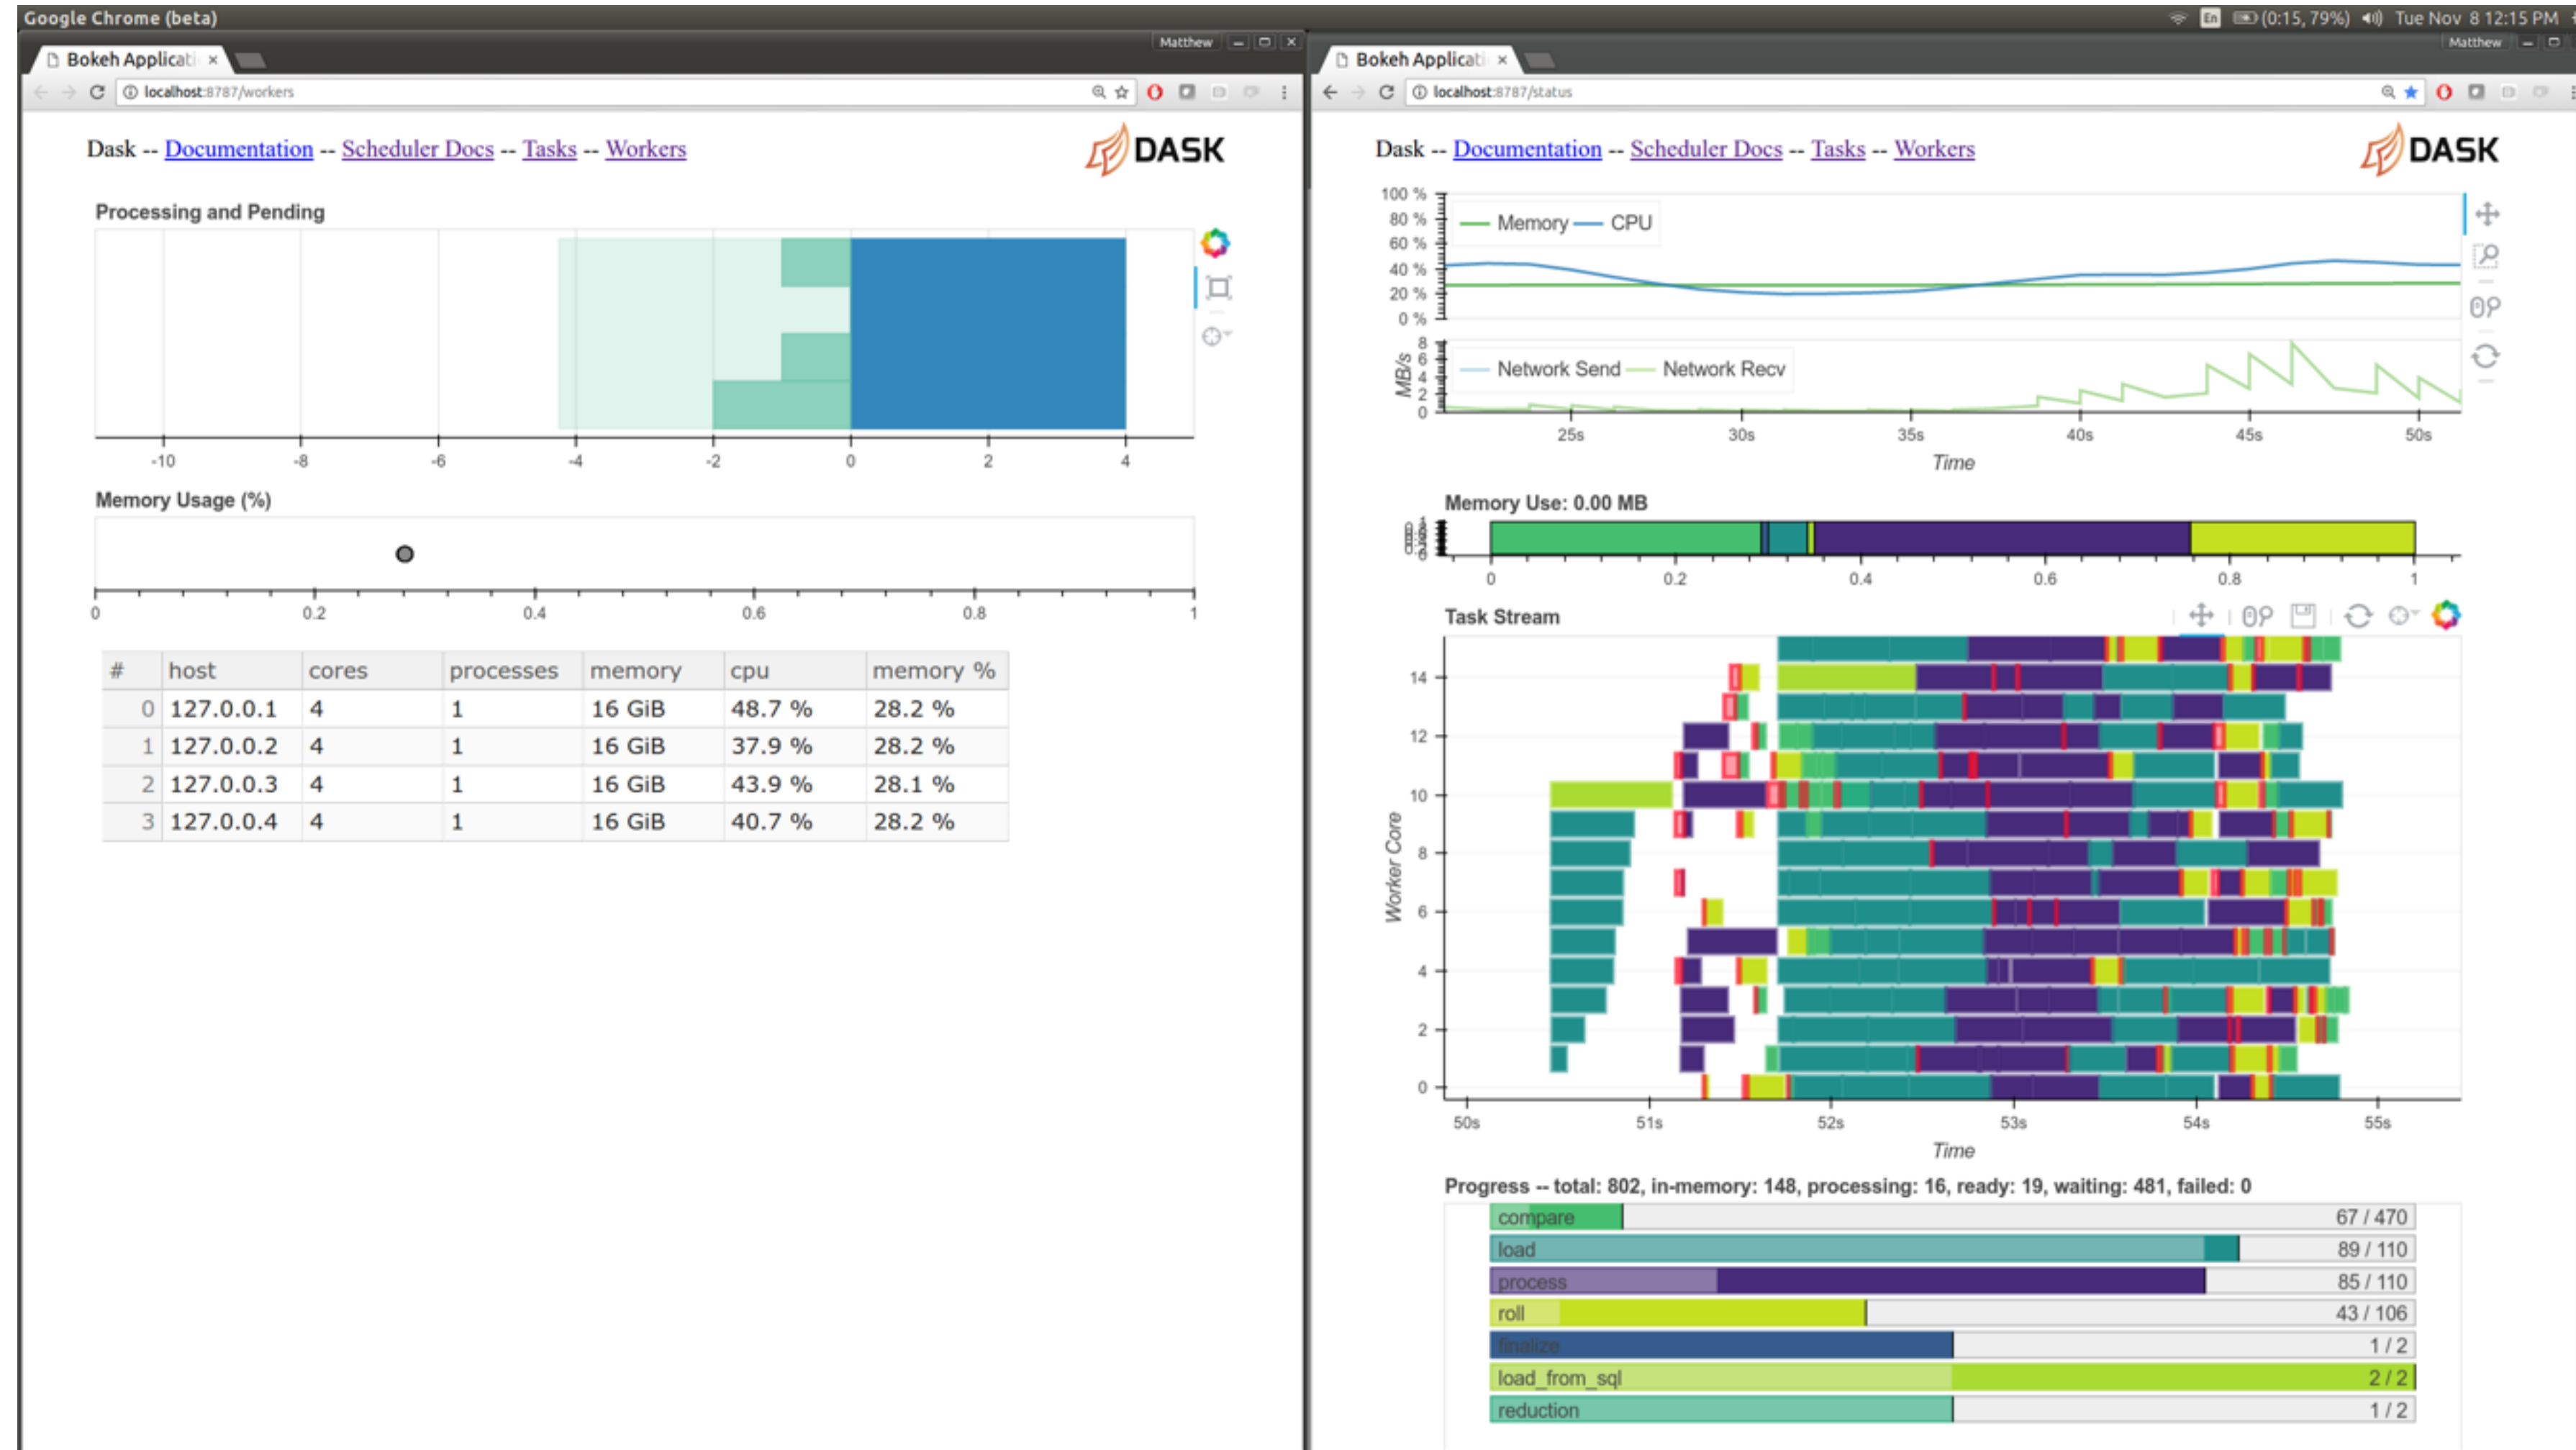 Google Chrome (beta)
En (0:15, 79%) Tue Nov 8 12:15 PM
Matthew
Bokeh Applicati
localhost:8787/workers
Dask -- Documentation -- Scheduler Docs -- Tasks -- Workers
DASK
Processing and Pending
-10 -8 -6 -4 -2 0 2 4
Memory Usage (%)
0 0.2 0.4 0.6 0.8 1
# host cores processes memory cpu memory %
0 127.0.0.1 4 1 16 GiB 48.7 % 28.2 %
1 127.0.0.2 4 1 16 GiB 37.9 % 28.2 %
2 127.0.0.3 4 1 16 GiB 43.9 % 28.1 %
3 127.0.0.4 4 1 16 GiB 40.7 % 28.2 %
Matthew
Bokeh Applicati
localhost:8787/status
Dask -- Documentation -- Scheduler Docs -- Tasks -- Workers
DASK
100 %
80 %
60 %
40 %
20 %
0 %
Memory CPU
MB/s
8
6
4
2
0
Network Send Network Recv
25s 30s 35s 40s 45s 50s
Time
Memory Use: 0.00 MB
0 0.2 0.4 0.6 0.8 1
Task Stream
Worker Core
14
12
10
8
6
4
2
0
50s 51s 52s 53s 54s 55s
Time
Progress -- total: 802, in-memory: 148, processing: 16, ready: 19, waiting: 481, failed: 0
compare 67 / 470
load 89 / 110
process 85 / 110
roll 43 / 106
finalize 1 / 2
load_from_sql 2 / 2
reduction 1 / 2